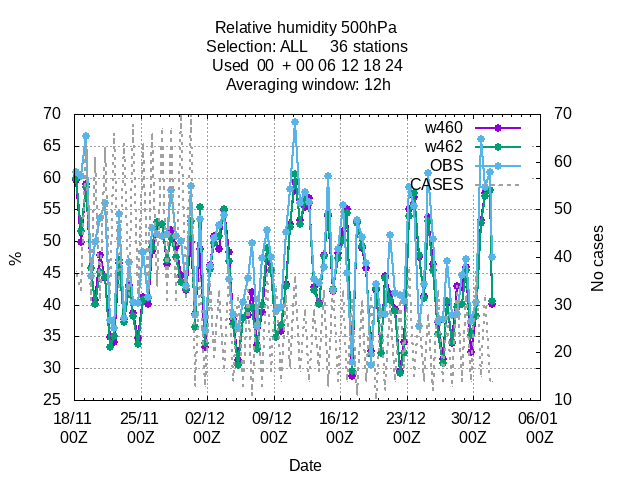 Relative humidity 500hPa
Selection: ALL 36 stations
Used 00 + 00 06 12 18 24
Averaging window: 12h
70 70
65
60 60
55
50 50
45
40 40
35
30 30
20
25 10
%
No cases
w460
w462
OBS
CASES
18/11 25/11 02/12 09/12 16/12 23/12 30/12 06/01
00Z 00Z 00Z 00Z 00Z 00Z 00Z 00Z
Date